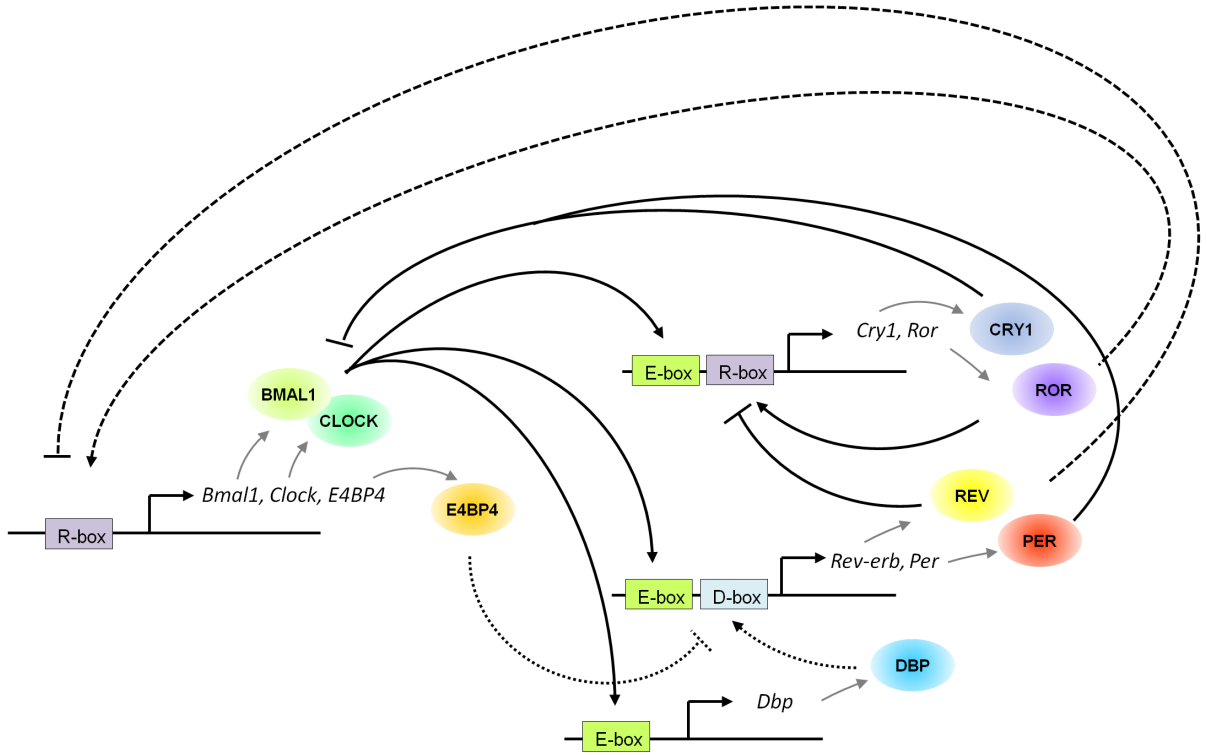 Cry1, Ror
CRY1
E-box
R-box
ROR
BMAL1
CLOCK
Bmal1, Clock, E4BP4
E4BP4
REV
R-box
PER
Rev-erb, Per
E-box
D-box
DBP
Dbp
E-box